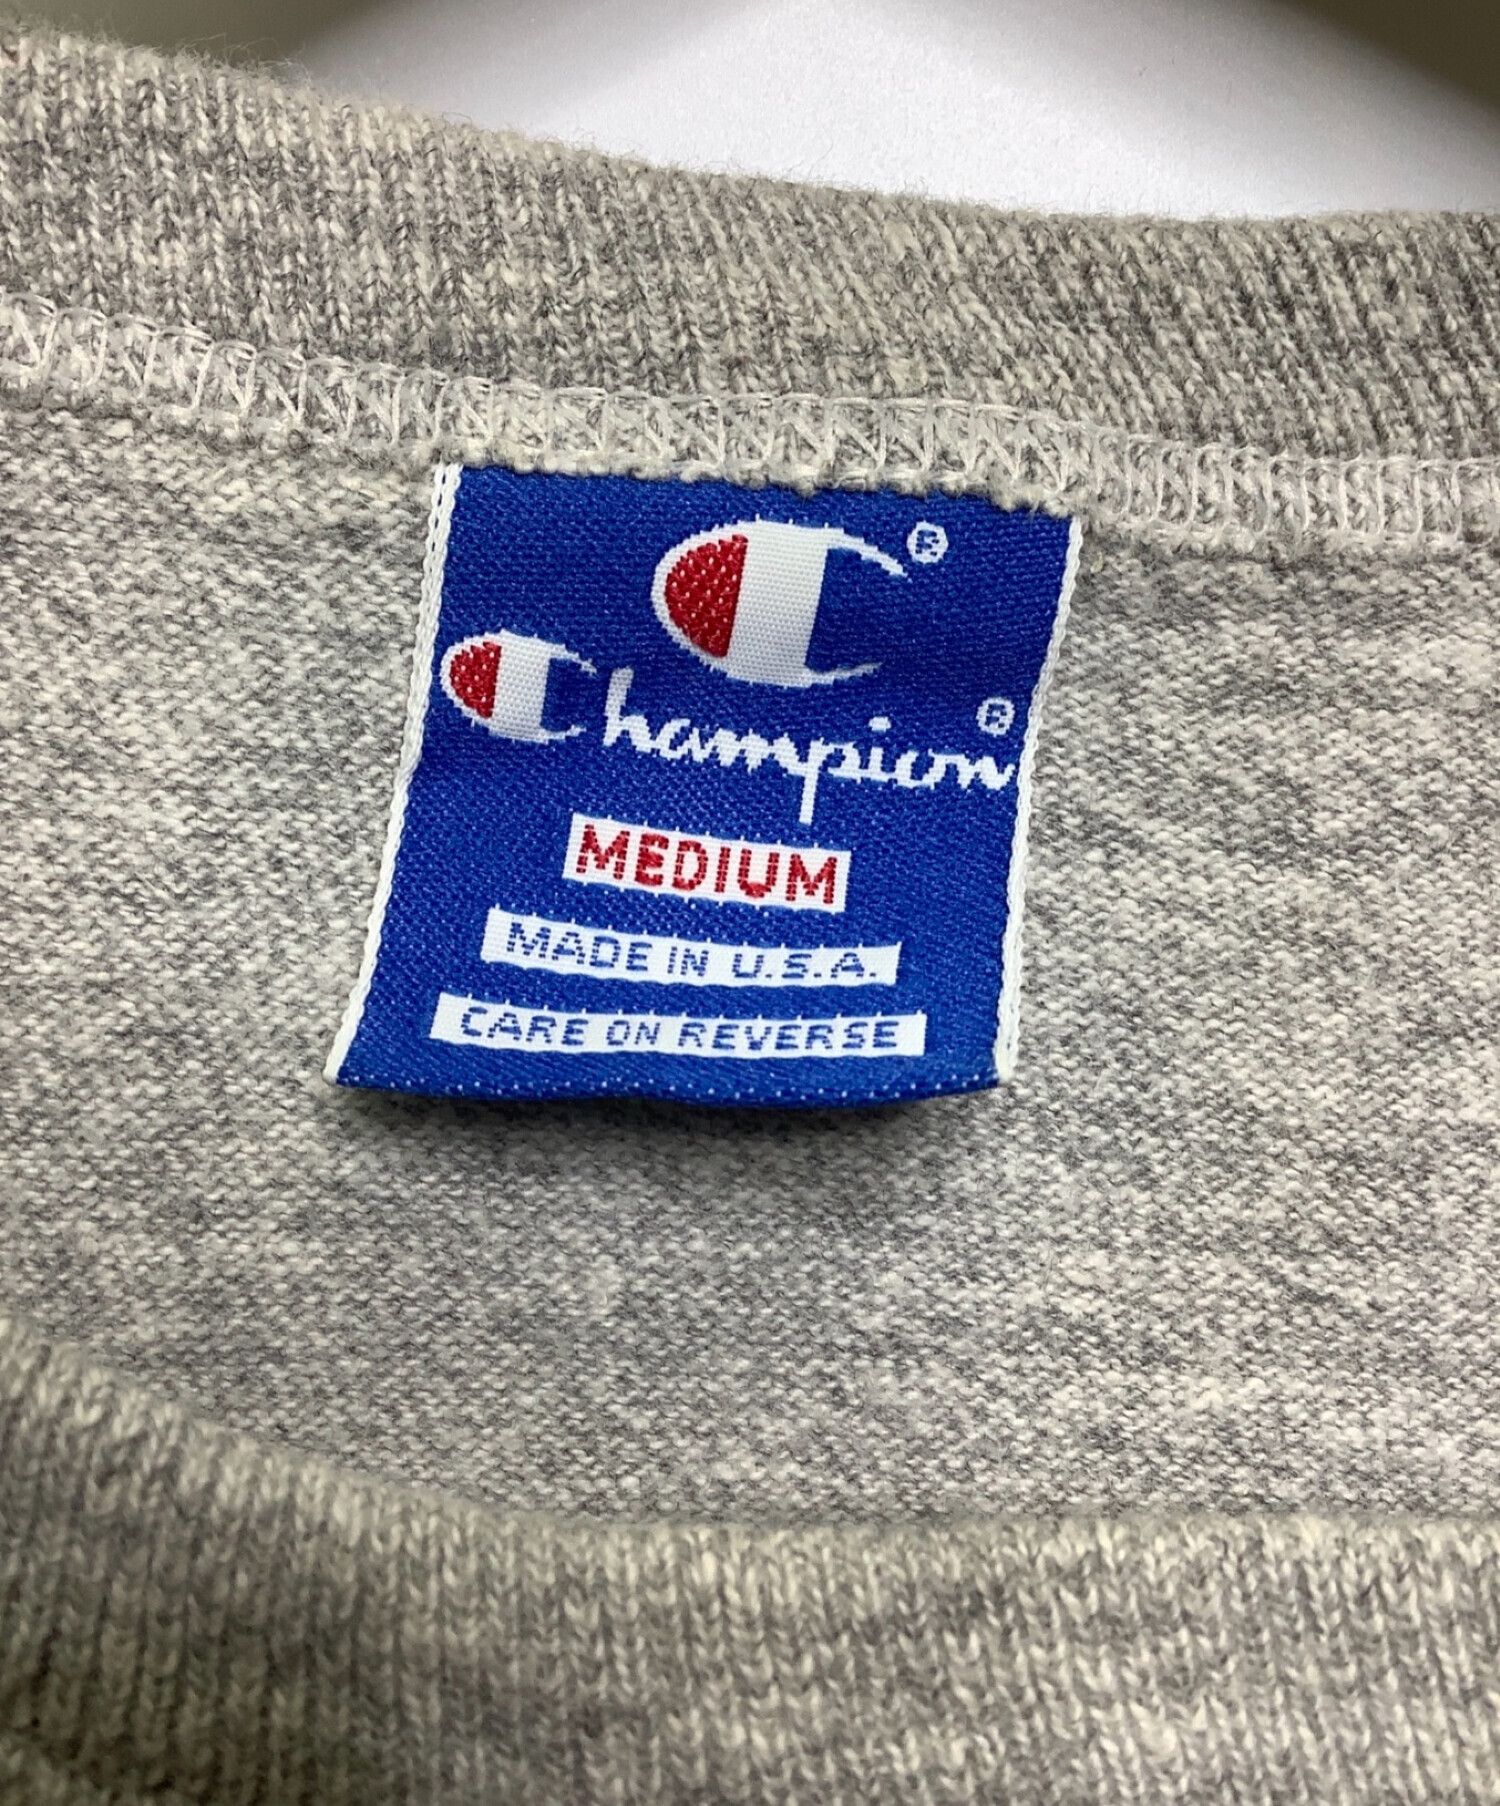 C®
Champion®
MEDIUM
MADE IN U.S.A.
CARE ON REVERSE